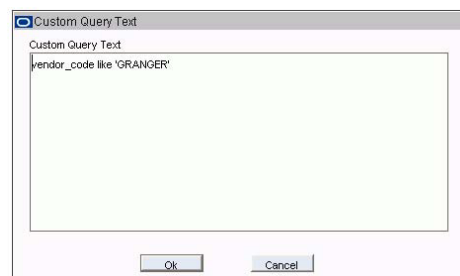 Custom Query Text
Custom Query Text
vendor_code like 'GRANGER'
Ok
Cancel